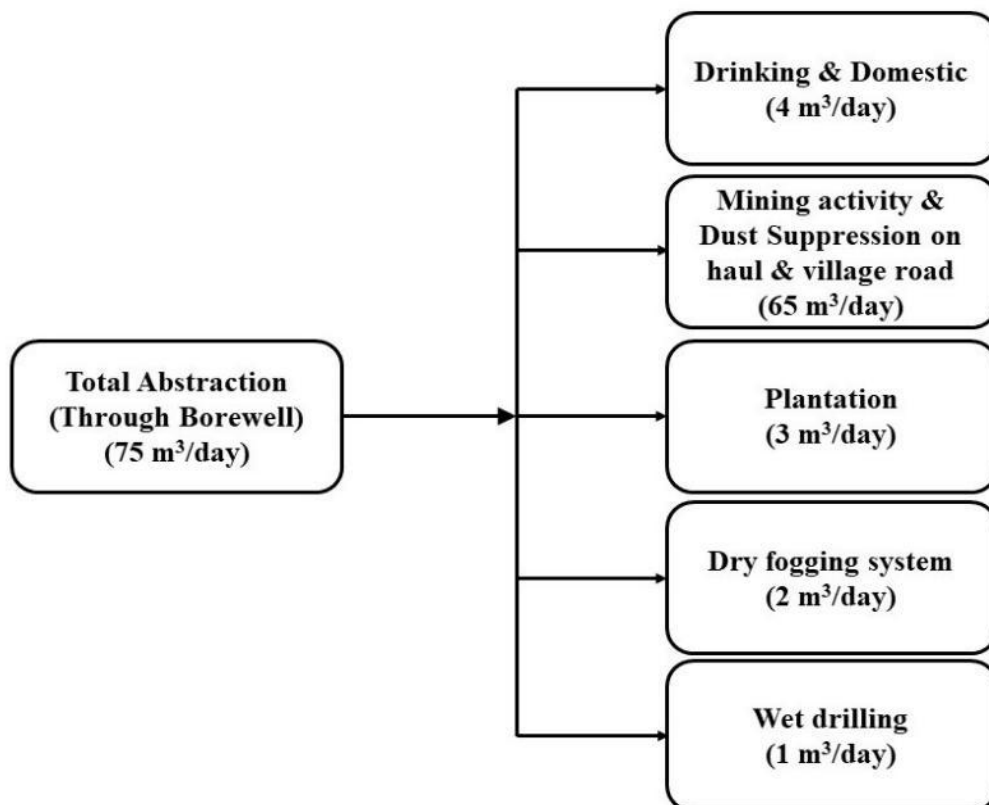 Drinking & Domestic
(4 m³/day)
Mining activity &
Dust Suppression on
haul & village road
(65 m³/day)
Total Abstraction
(Through Borewell)
(75 m³/day)
Plantation
(3 m³/day)
Dry fogging system
(2 m³/day)
Wet drilling
(1 m³/day)